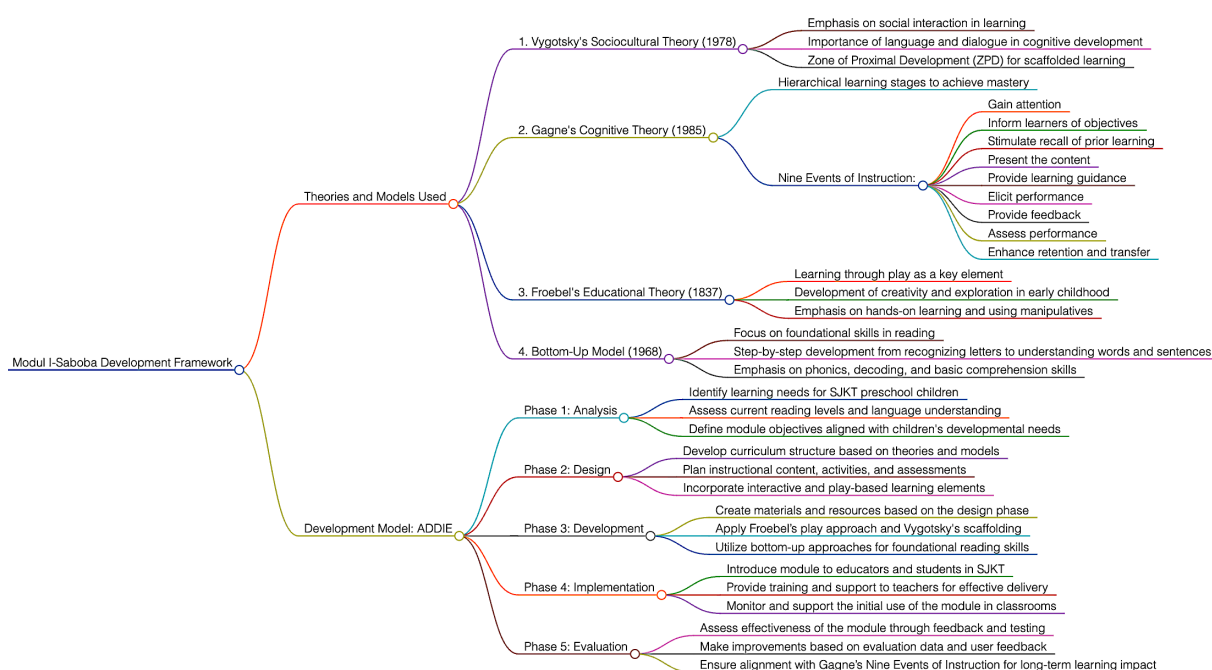 Modul I-Saboba Development Framework
Theories and Models Used
1. Vygotsky's Sociocultural Theory (1978)
Emphasis on social interaction in learning
Importance of language and dialogue in cognitive development
Zone of Proximal Development (ZPD) for scaffolded learning
2. Gagne's Cognitive Theory (1985)
Hierarchical learning stages to achieve mastery
Nine Events of Instruction:
Gain attention
Inform learners of objectives
Stimulate recall of prior learning
Present the content
Provide learning guidance
Elicit performance
Provide feedback
Assess performance
Enhance retention and transfer
3. Froebel's Educational Theory (1837)
Learning through play as a key element
Development of creativity and exploration in early childhood
Emphasis on hands-on learning and using manipulatives
4. Bottom-Up Model (1968)
Focus on foundational skills in reading
Step-by-step development from recognizing letters to understanding words and sentences
Emphasis on phonics, decoding, and basic comprehension skills
Development Model: ADDIE
Phase 1: Analysis
Identify learning needs for SJKT preschool children
Assess current reading levels and language understanding
Define module objectives aligned with children's developmental needs
Phase 2: Design
Develop curriculum structure based on theories and models
Plan instructional content, activities, and assessments
Incorporate interactive and play-based learning elements
Phase 3: Development
Create materials and resources based on the design phase
Apply Froebel's play approach and Vygotsky's scaffolding
Utilize bottom-up approaches for foundational reading skills
Phase 4: Implementation
Introduce module to educators and students in SJKT
Provide training and support to teachers for effective delivery
Monitor and support the initial use of the module in classrooms
Phase 5: Evaluation
Assess effectiveness of the module through feedback and testing
Make improvements based on evaluation data and user feedback
Ensure alignment with Gagne's Nine Events of Instruction for long-term learning impact